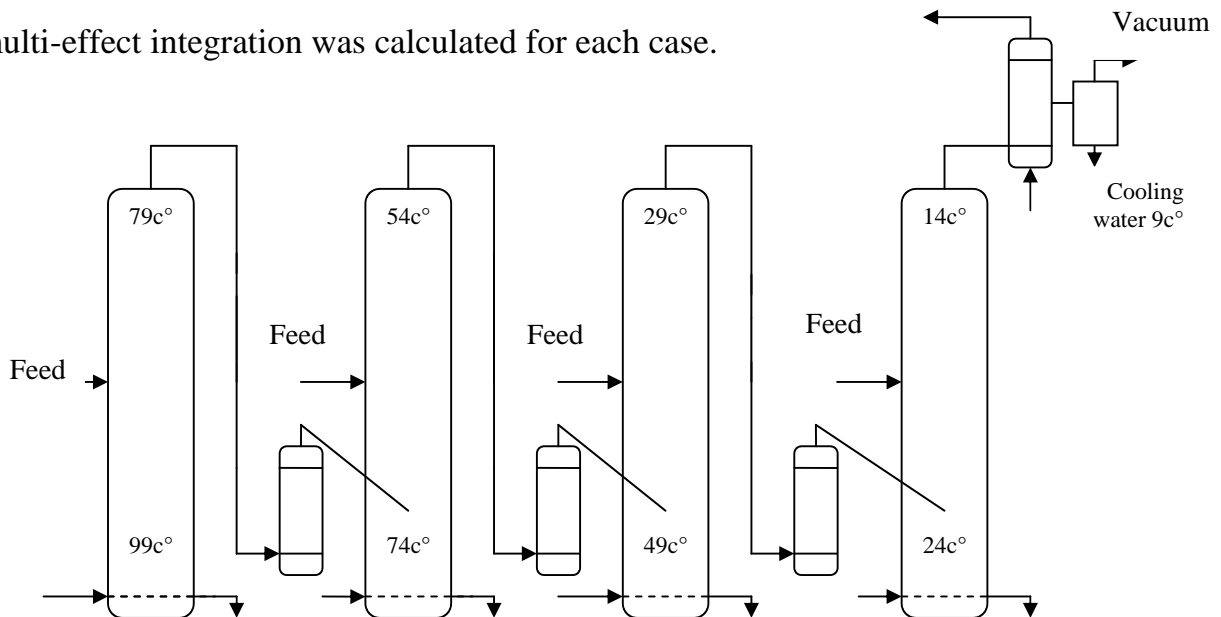 nulti-effect integration was calculated for each case.
Vacuum
Cooling
water 9c°
79c°
54c°
29c°
14c°
Feed
Feed
Feed
Feed
99c°
74c°
49c°
24c°